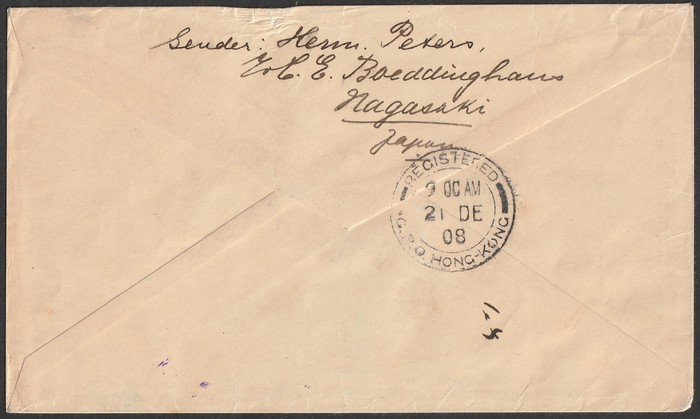 Sender: Herm. Peters,
C. E. Boeddinghaus
Nagasaki
Japan
REGISTERED
9 00 AM
21 DE
08
G.P.O. HONG-KONG